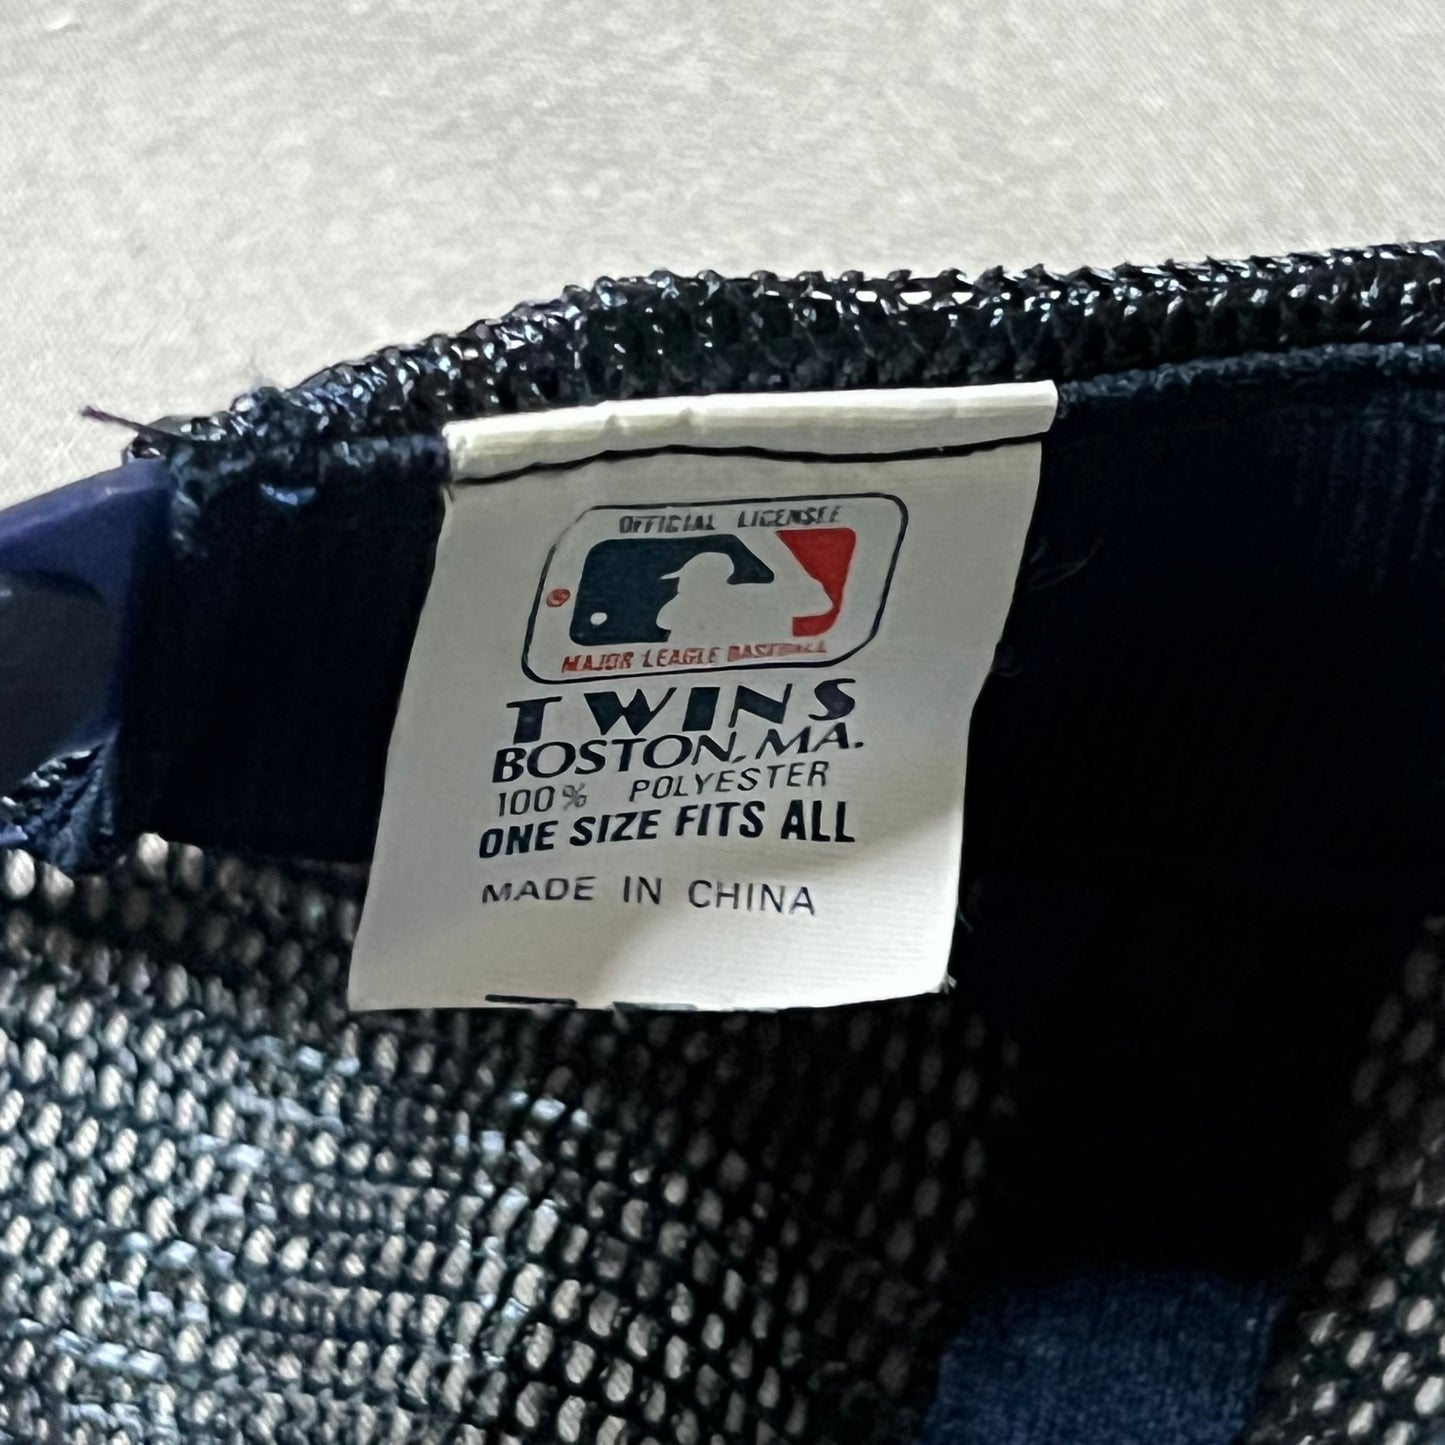 OFFICIAL LICENSEE
MAJOR LEAGUE BASEBALL
TWINS
BOSTON, MA.
100% POLYESTER
ONE SIZE FITS ALL
MADE IN CHINA